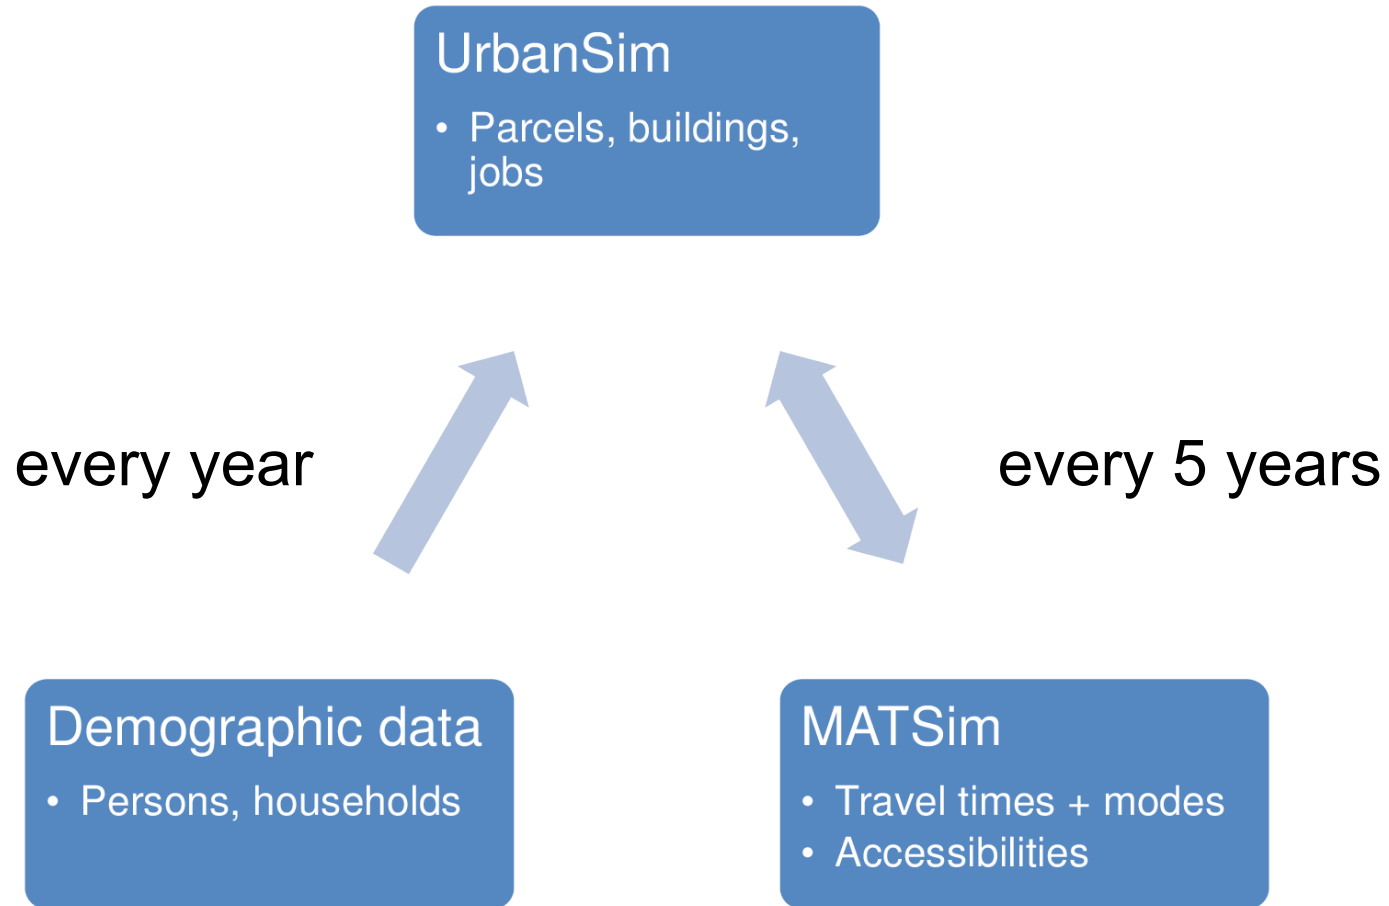 UrbanSim
• Parcels, buildings,
jobs
every year
every 5 years
Demographic data
• Persons, households
MATSim
• Travel times + modes
• Accessibilities